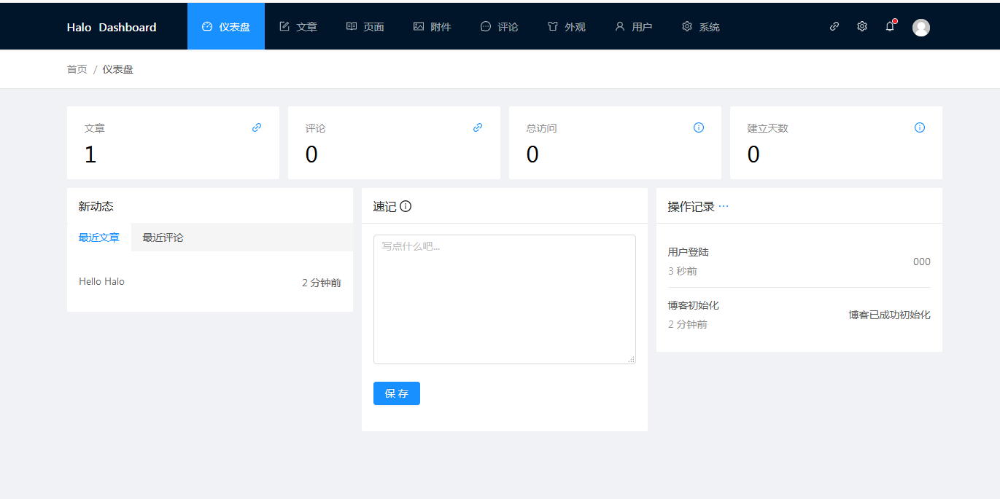 Halo Dashboard 仪表盘 文章 页面 附件 评论 外观 用户 系统
首页 / 仪表盘
文章 评论 总访问 建立天数
1 0 0 0
新动态 速记 操作记录 ···
最近文章 最近评论
写点什么吧...
用户登陆
000
3 秒前
Hello Halo 2 分钟前
博客初始化
博客已成功初始化
2 分钟前
保 存